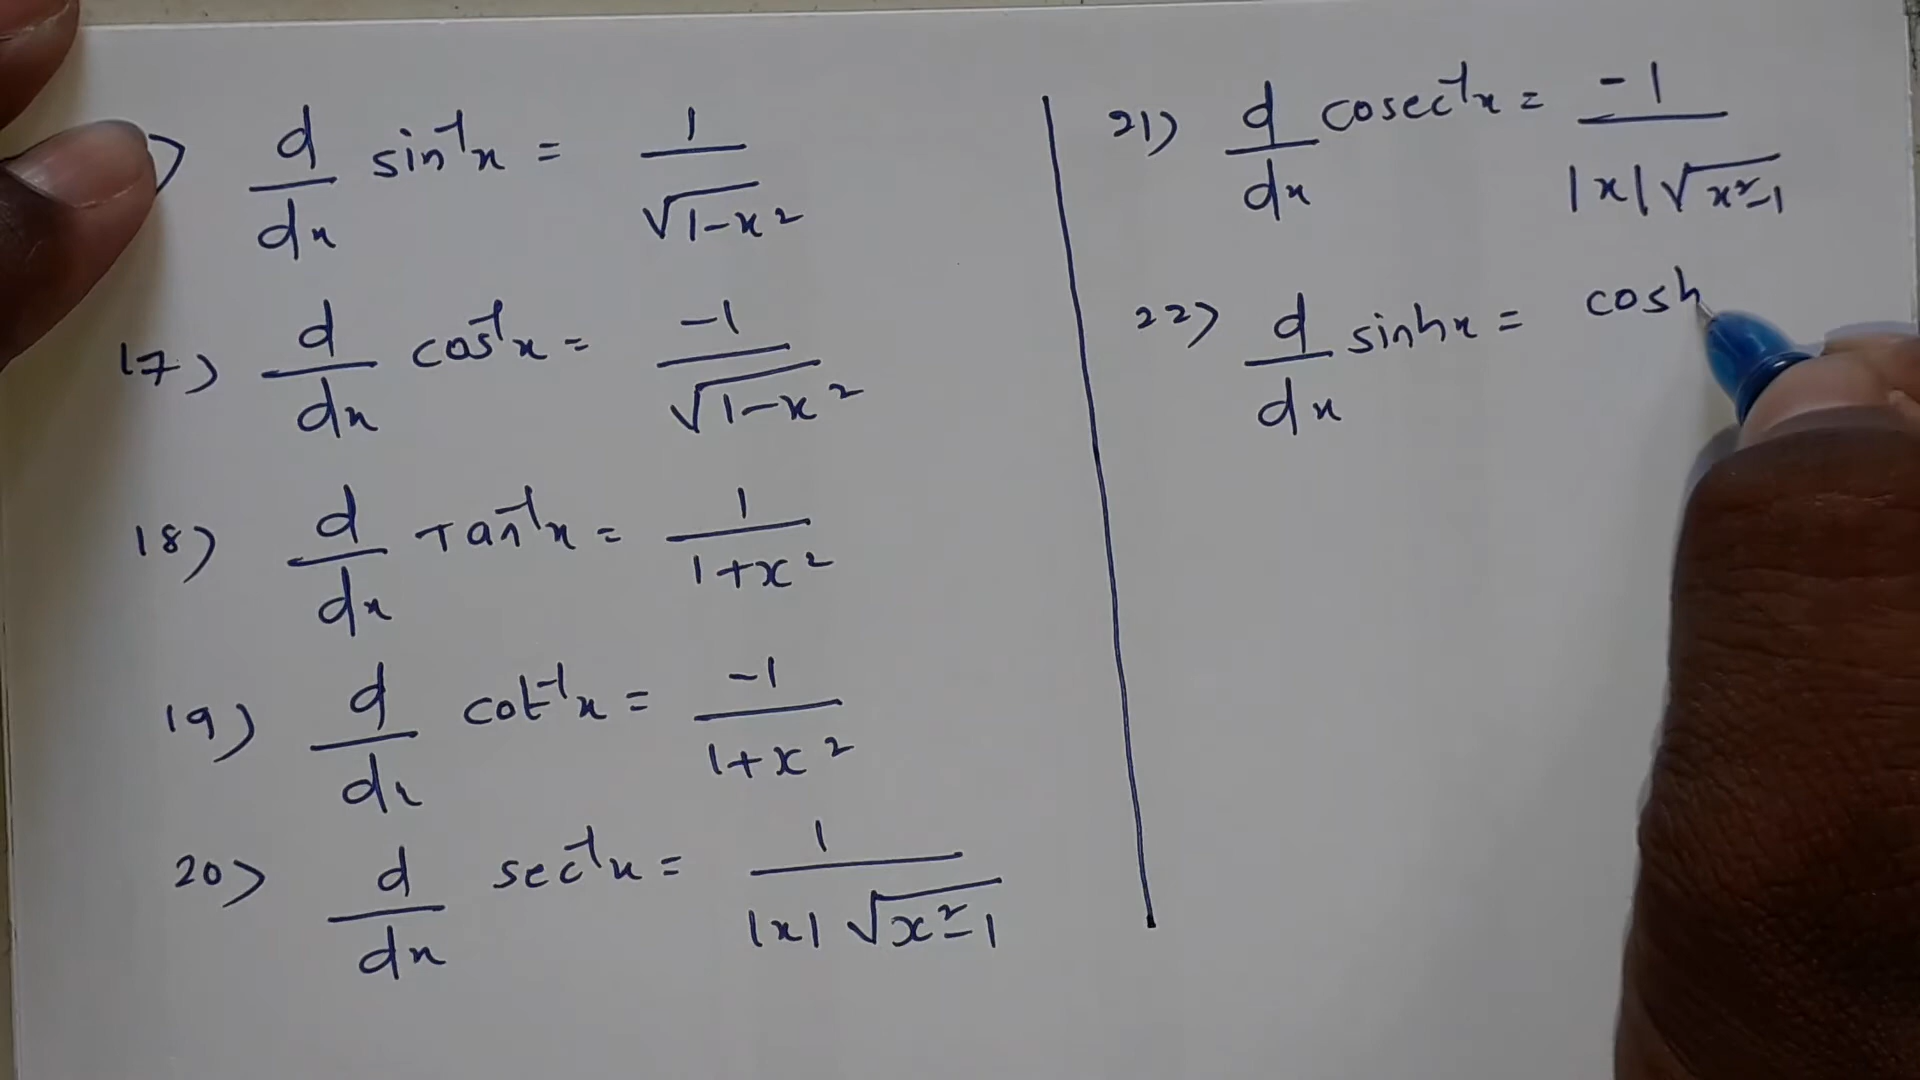 ) d/dx sin⁻¹x = 1/√1-x²
17) d/dx cos⁻¹x = -1/√1-x²
18) d/dx Tan⁻¹x = 1/1+x²
19) d/dx cot⁻¹x = -1/1+x²
20) d/dx sec⁻¹x = 1/|x|√x²-1
21) d/dx cosec⁻¹x = -1/|x|√x²-1
22) d/dx sinhx = cosh